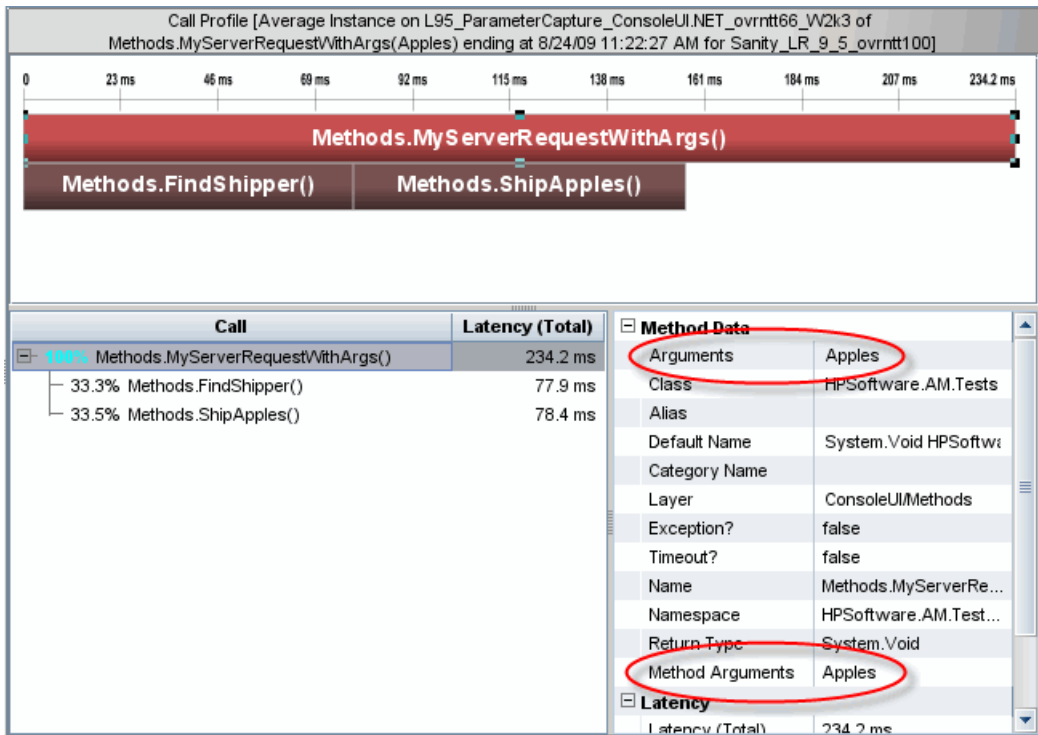 Call Profile [Average Instance on L95_ParameterCapture_ConsoleUI.NET_ovrntt66_W2k3 of
Methods.MyServerRequestWithArgs(Apples) ending at 8/24/09 11:22:27 AM for Sanity_LR_9_5_ovrntt100]
0 23 ms 46 ms 69 ms 92 ms 115 ms 138 ms 161 ms 184 ms 207 ms 234.2 ms
Methods.MyServerRequestWithArgs()
Methods.FindShipper() Methods.ShipApples()
Call Latency (Total)
100% Methods.MyServerRequestWithArgs() 234.2 ms
33.3% Methods.FindShipper() 77.9 ms
33.5% Methods.ShipApples() 78.4 ms
Method Data
Arguments Apples
Class HPSoftware.AM.Tests
Alias
Default Name System.Void HPSoftwa
Category Name
Layer ConsoleUI/Methods
Exception? false
Timeout? false
Name Methods.MyServerRe...
Namespace HPSoftware.AM.Test...
Return Type System.Void
Method Arguments Apples
Latency
Latency (Total) 234.2 ms